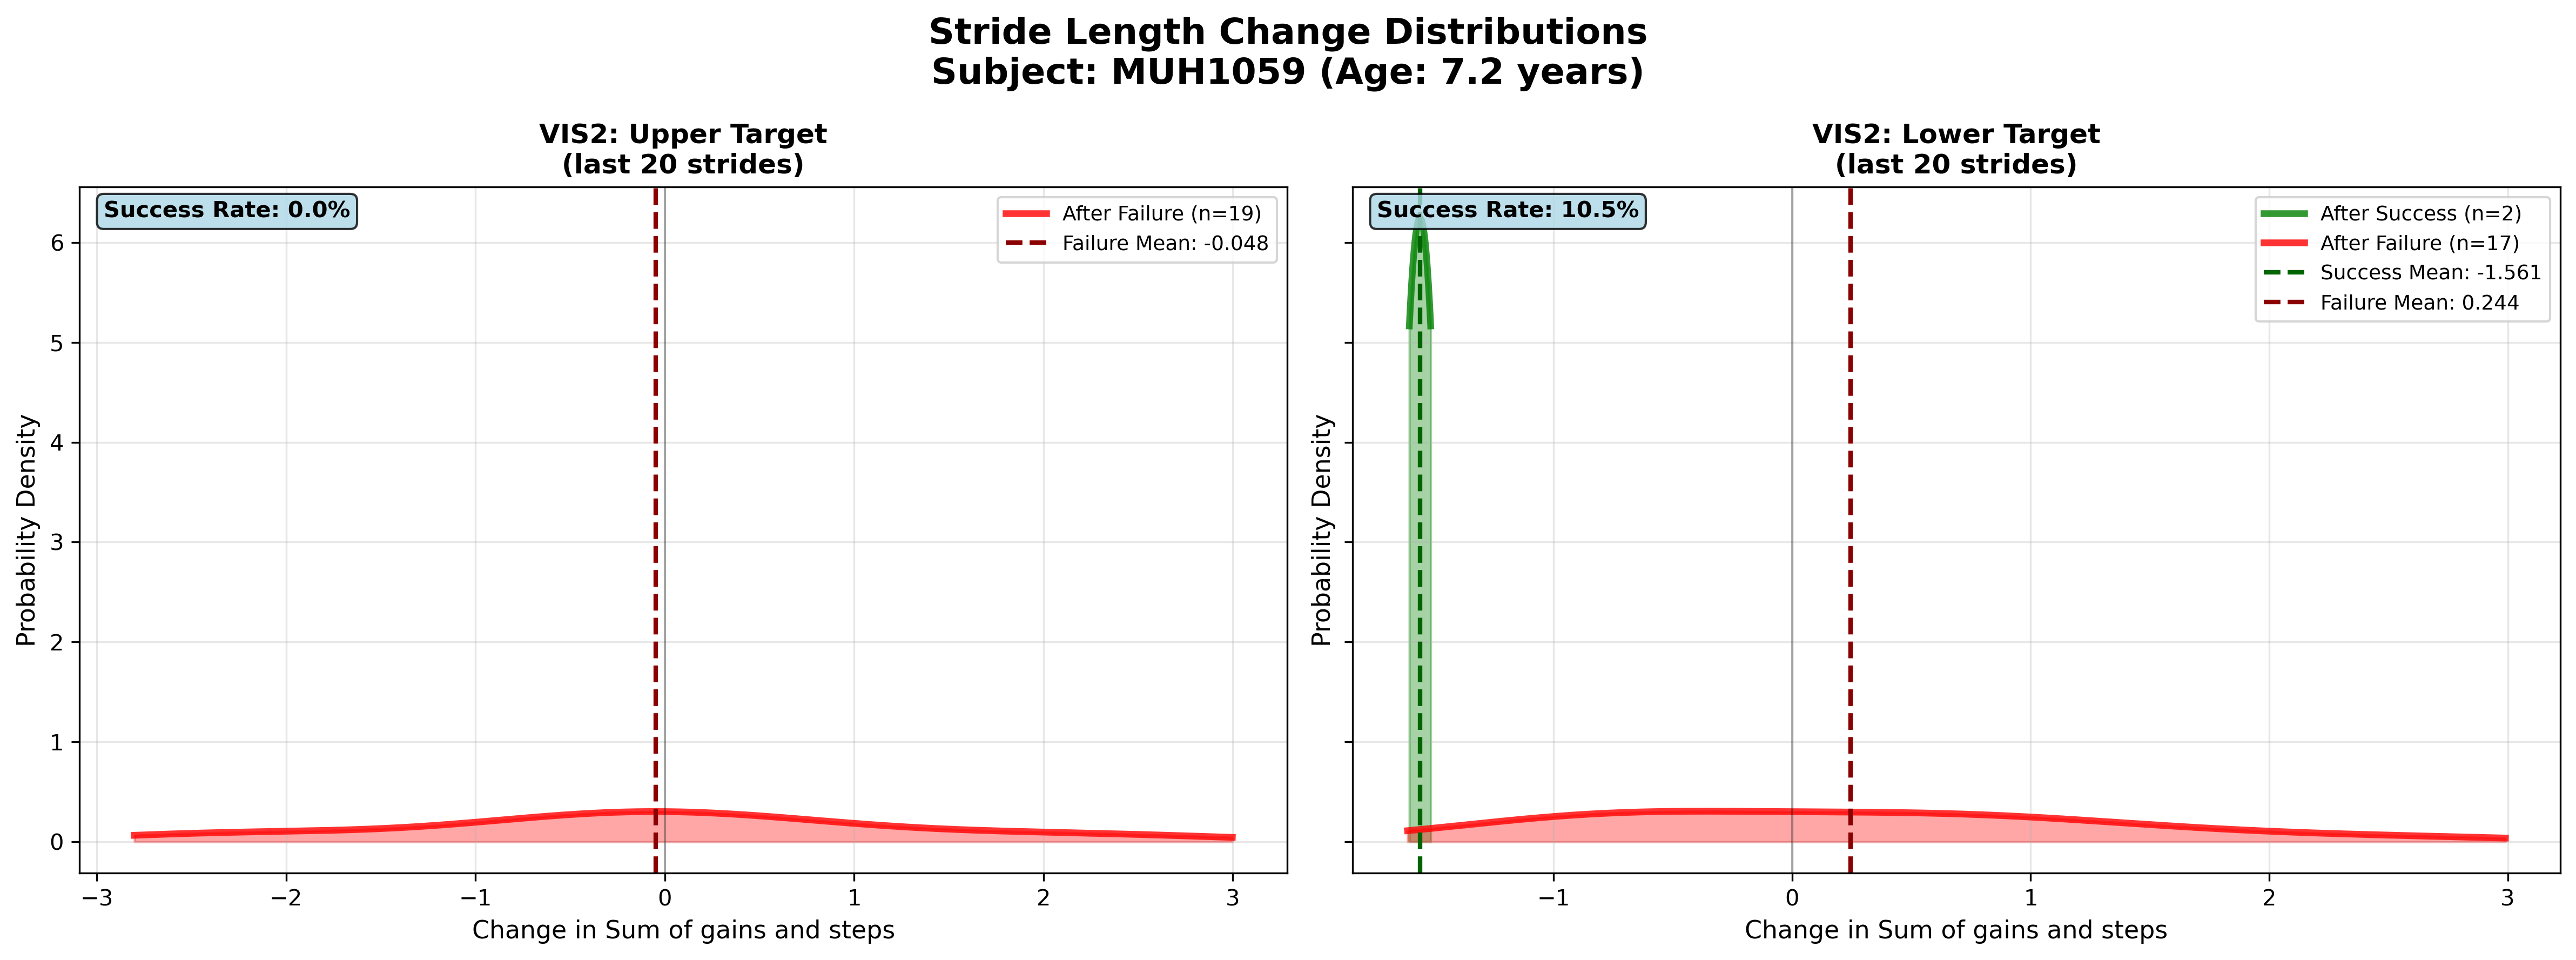 Stride Length Change Distributions
Subject: MUH1059 (Age: 7.2 years)
VIS2: Upper Target
(last 20 strides)
Success Rate: 0.0%
After Failure (n=19)
Failure Mean: -0.048
Probability Density
6
5
4
3
2
1
0
−3
−2
−1
0
1
2
3
Change in Sum of gains and steps
VIS2: Lower Target
(last 20 strides)
Success Rate: 10.5%
After Success (n=2)
After Failure (n=17)
Success Mean: -1.561
Failure Mean: 0.244
Probability Density
−1
0
1
2
3
Change in Sum of gains and steps